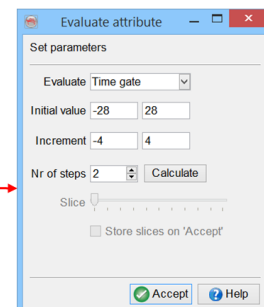 Evaluate attribute
Set parameters
Evaluate Time gate
Initial value -28 28
Increment -4 4
Nr of steps 2 Calculate
Slice
Store slices on 'Accept'
Accept Help